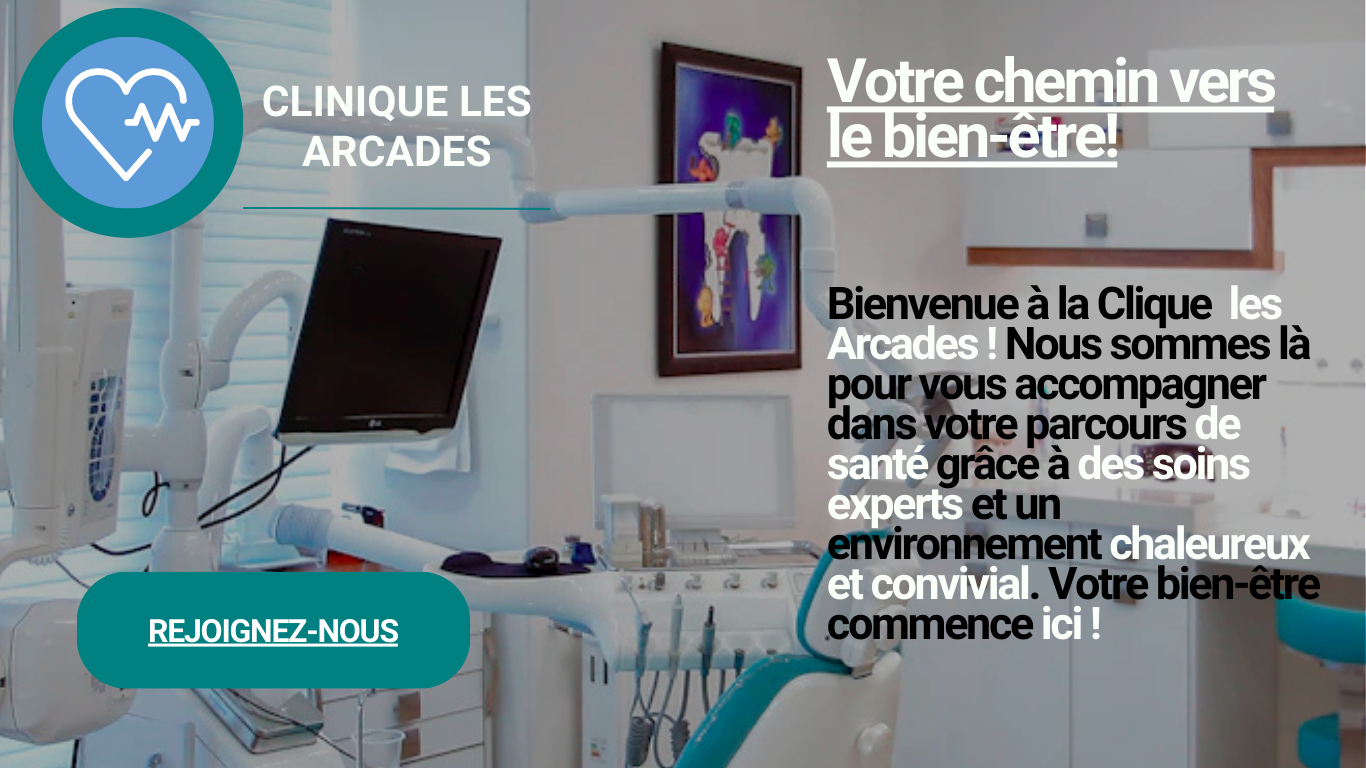 CLINIQUE LES
ARCADES
Votre chemin vers
le bien-être!
Bienvenue à la Clique les
Arcades ! Nous sommes là
pour vous accompagner
dans votre parcours de
santé grâce à des soins
experts et un
environnement chaleureux
et convivial. Votre bien-être
commence ici !
REJOIGNEZ-NOUS